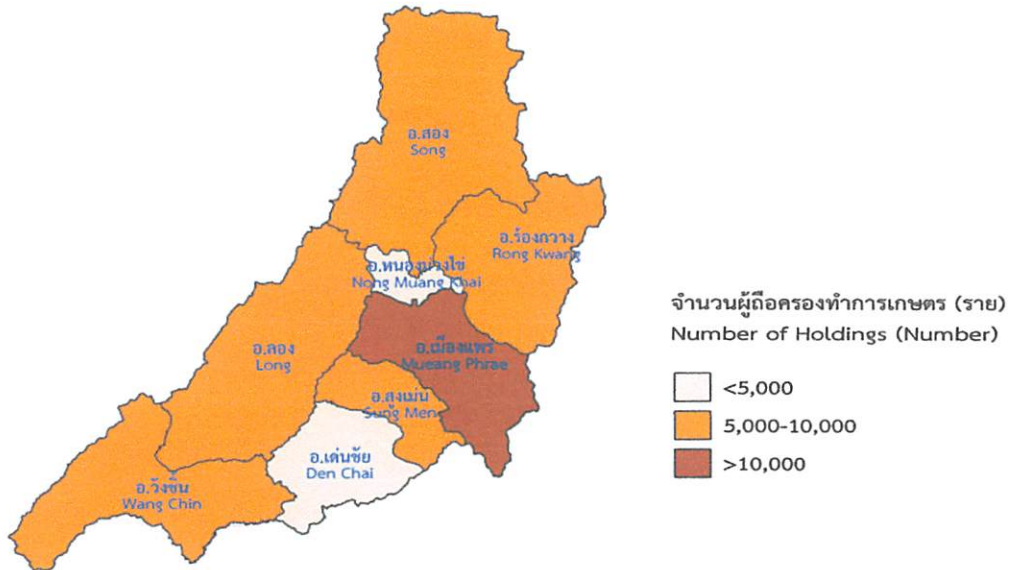 อ.สอง
Song
อ.ร้องกวาง
Rong Kwang
อ.หนองม่วงไข่
Nong Muang Khai
อ.เมืองแพร่
Mueang Phrae
อ.ลอง
Long
อ.สูงเม่น
Sung Men
อ.เด่นชัย
Den Chai
อ.วังชิ้น
Wang Chin
จำนวนผู้ถือครองทำการเกษตร (ราย)
Number of Holdings (Number)
<5,000
5,000-10,000
>10,000